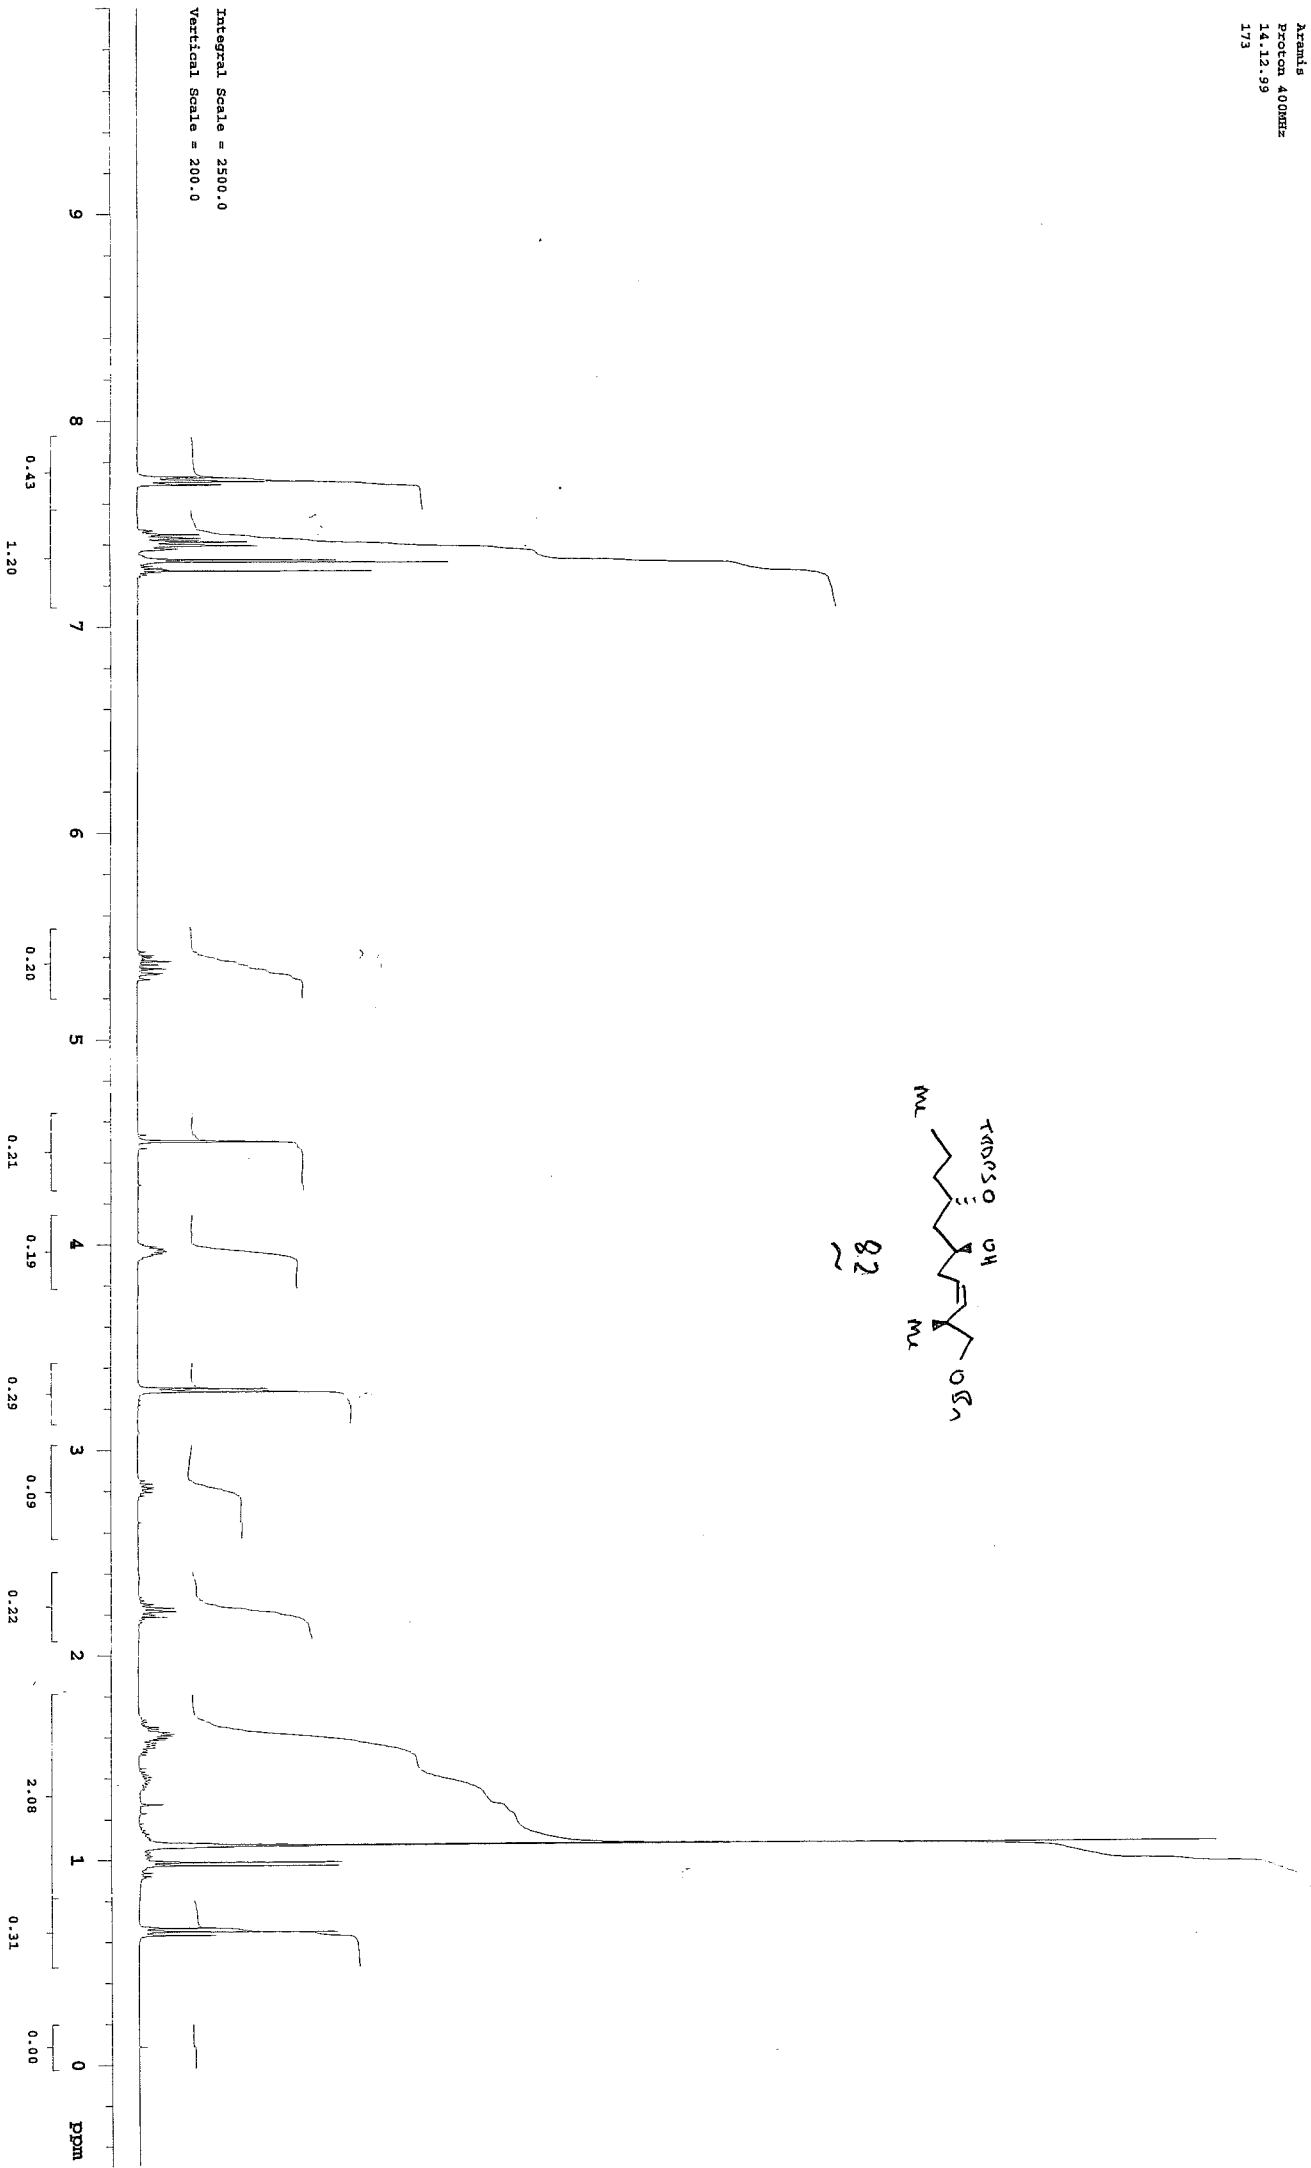 Aramis
Proton 400MHz
14.12.99
173
TBDPSO
OH
Me
Me
OBn
82
Integral Scale = 2500.0
Vertical Scale = 200.0
9 8 7 6 5 4 3 2 1 0 ppm
0.43 1.20 0.20 0.21 0.19 0.29 0.09 0.22 2.08 0.31 0.00